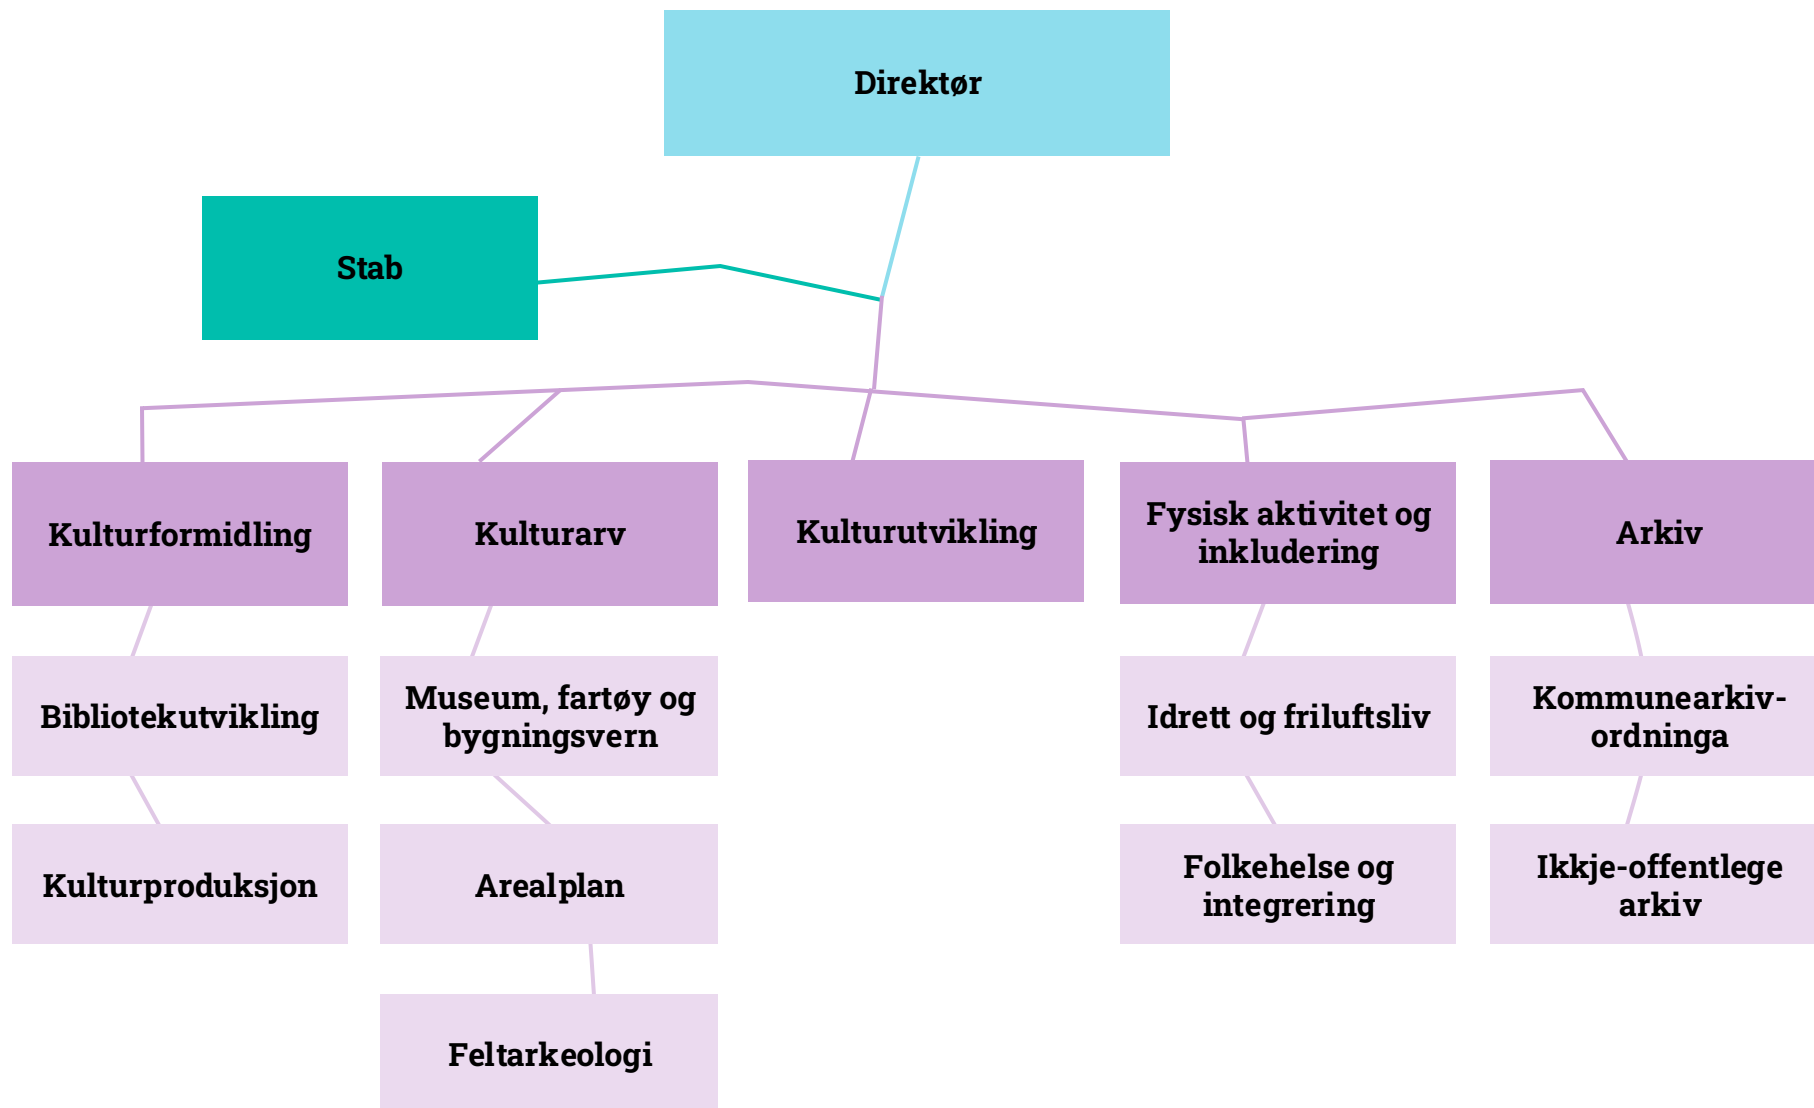 Direktør
Stab
Kulturformidling
Kulturarv
Kulturutvikling
Fysisk aktivitet og
inkludering
Arkiv
Bibliotekutvikling
Museum, fartøy og
bygningsvern
Idrett og friluftsliv
Kommunearkiv-
ordninga
Kulturproduksjon
Arealplan
Folkehelse og
integrering
Ikkje-offentlege
arkiv
Feltarkeologi